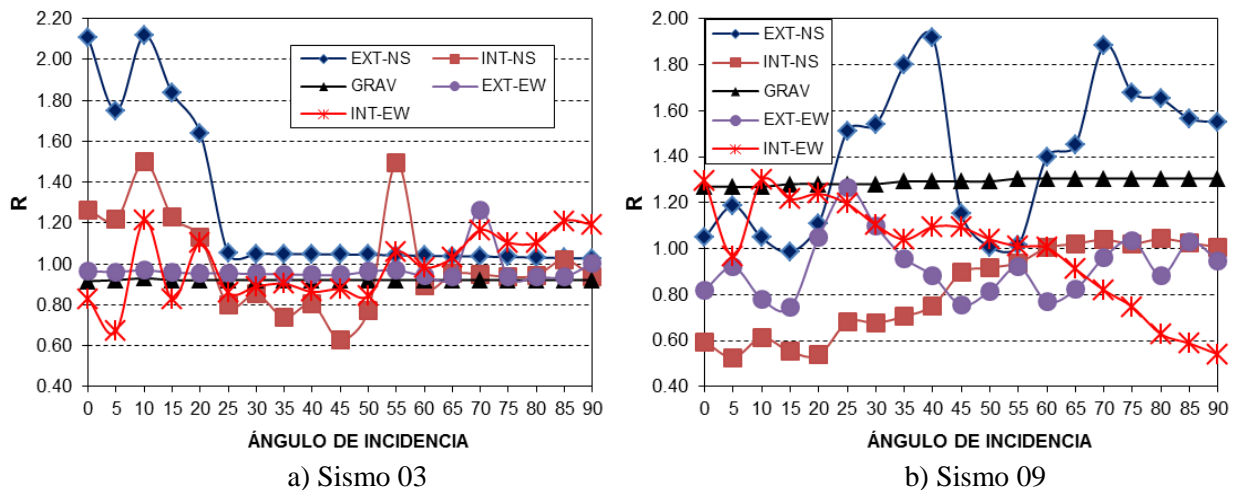 2.20
2.00
1.80
1.60
1.40
1.20
1.00
0.80
0.60
0.40
R
EXT-NS INT-NS
GRAV EXT-EW
INT-EW
0 5 10 15 20 25 30 35 40 45 50 55 60 65 70 75 80 85 90
ÁNGULO DE INCIDENCIA
a) Sismo 03
2.00
1.80
1.60
1.40
1.20
1.00
0.80
0.60
0.40
R
EXT-NS
INT-NS
GRAV
EXT-EW
INT-EW
0 5 10 15 20 25 30 35 40 45 50 55 60 65 70 75 80 85 90
ÁNGULO DE INCIDENCIA
b) Sismo 09